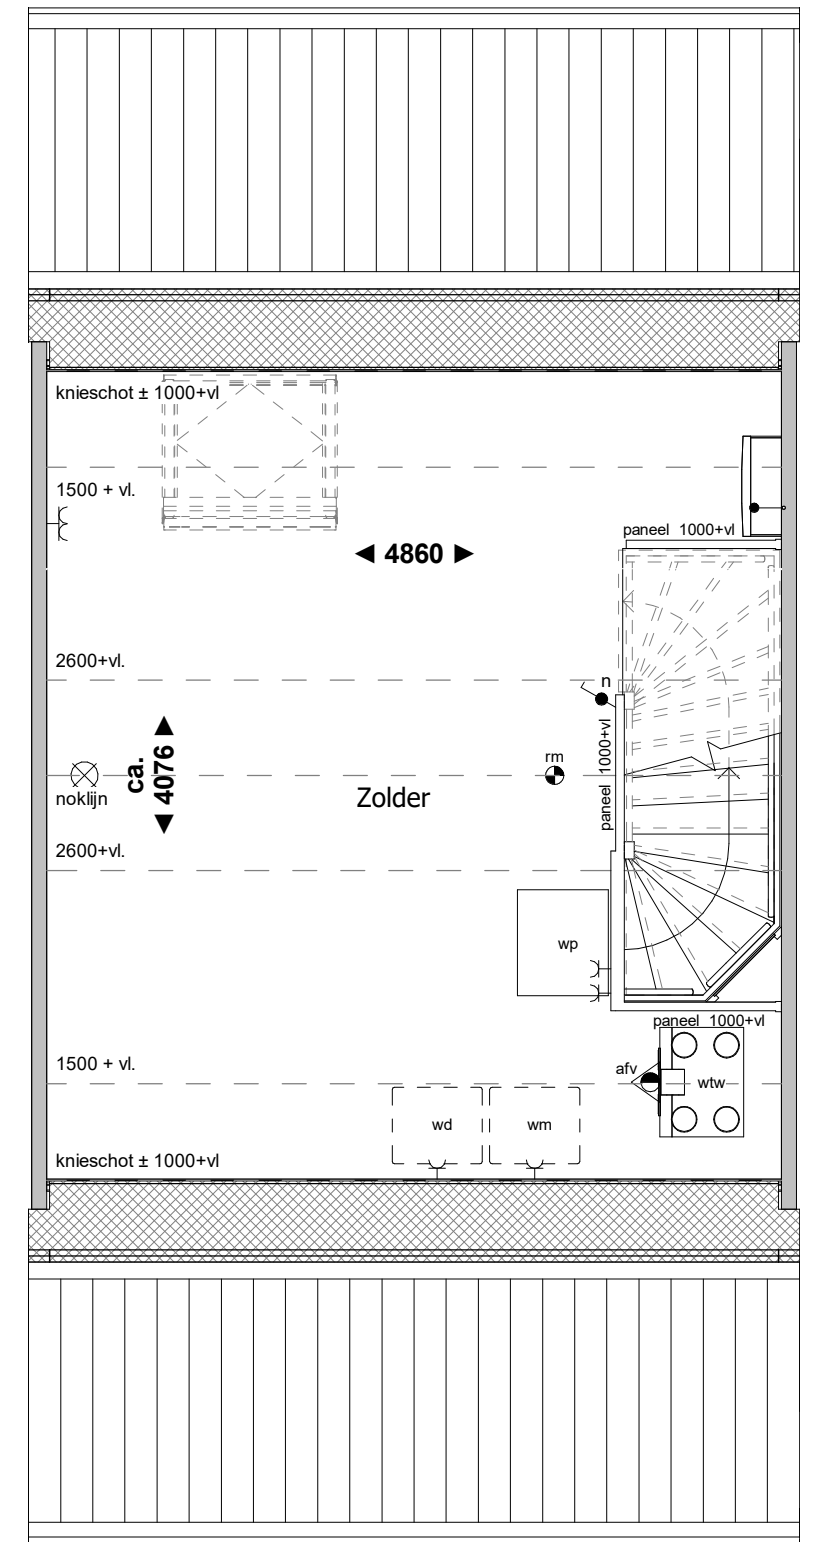 knieschot ± 1000+vl
1500 + vl.
paneel 1000+vl
4860
2600+vl.
n
paneel 1000+vl
rm
ca.
4076
noklijn
Zolder
2600+vl.
wp
paneel 1000+vl
1500 + vl.
afv
wtw
wd
wm
knieschot ± 1000+vl